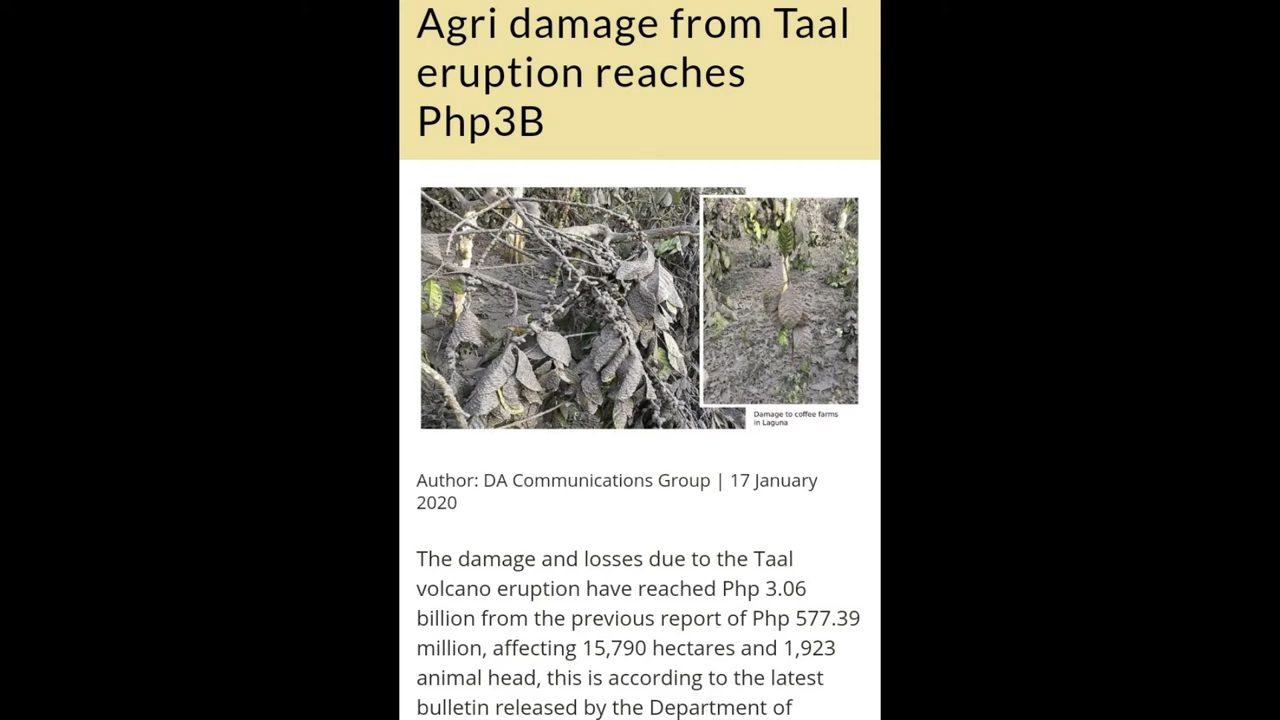 Agri damage from Taal
eruption reaches
Php3B
Damage to coffee farms
in Laguna
Author: DA Communications Group | 17 January
2020
The damage and losses due to the Taal
volcano eruption have reached Php 3.06
billion from the previous report of Php 577.39
million, affecting 15,790 hectares and 1,923
animal head, this is according to the latest
bulletin released by the Department of